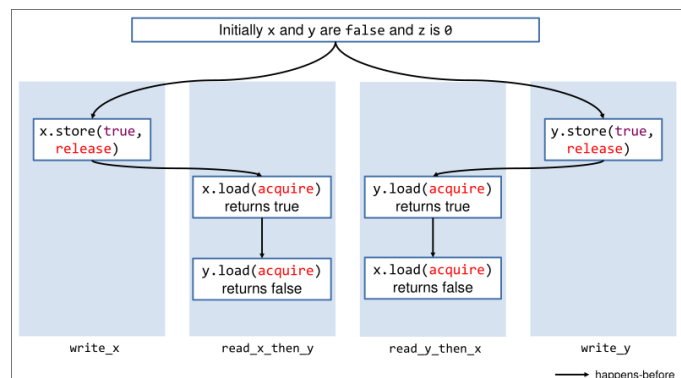 Initially x and y are false and z is 0
x.store(true,
release)
y.store(true,
release)
x.load(acquire)
returns true
y.load(acquire)
returns true
y.load(acquire)
returns false
x.load(acquire)
returns false
write_x
read_x_then_y
read_y_then_x
write_y
happens-before